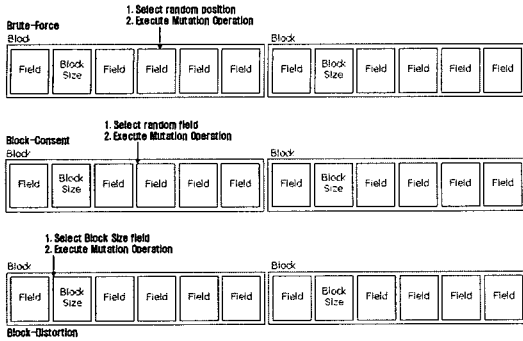 1. Select random position
2. Execute Mutation Operation
Brute-Force
Block
Block
Field
Block Size
Field
Field
Field
Field
Field
Block Size
Field
Field
Field
Field
1. Select random field
2. Execute Mutation Operation
Block-Consent
Block
Block
Field
Block Size
Field
Field
Field
Field
Field
Block Size
Field
Field
Field
Field
1. Select Block Size field
2. Execute Mutation Operation
Block
Block
Field
Block Size
Field
Field
Field
Field
Field
Block Size
Field
Field
Field
Field
Block-Distortion